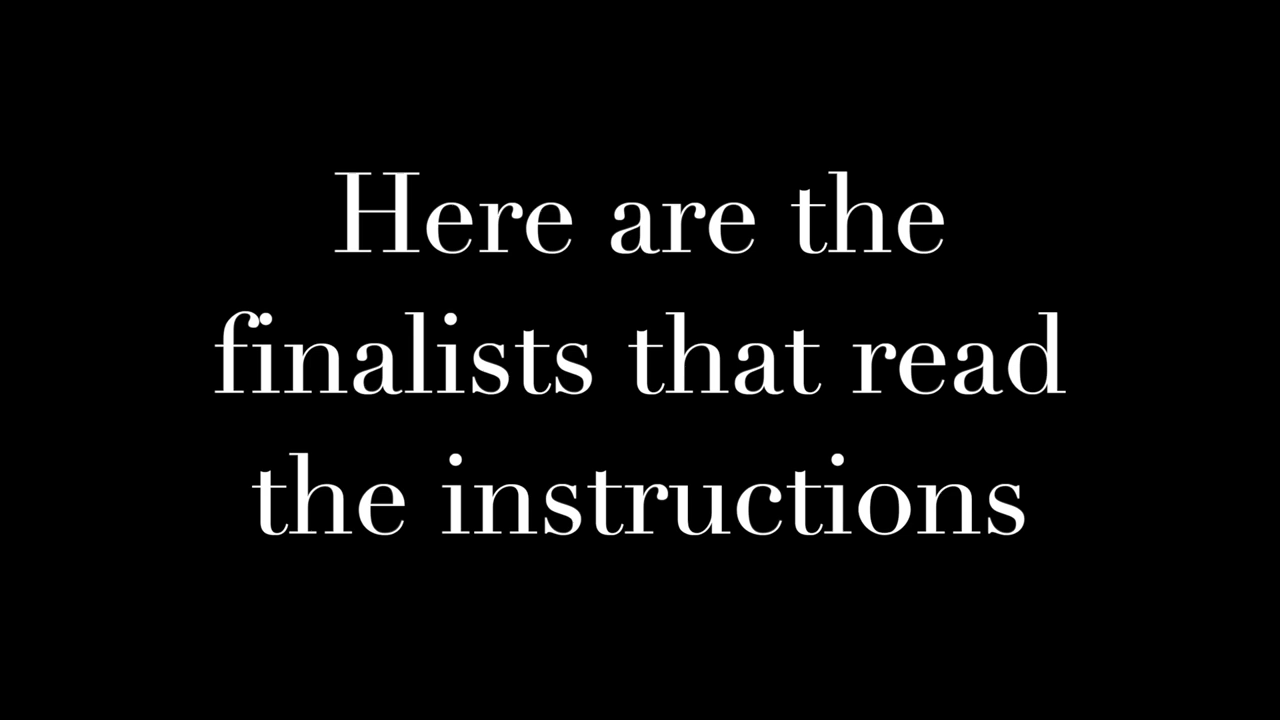 Here are the
finalists that read
the instructions